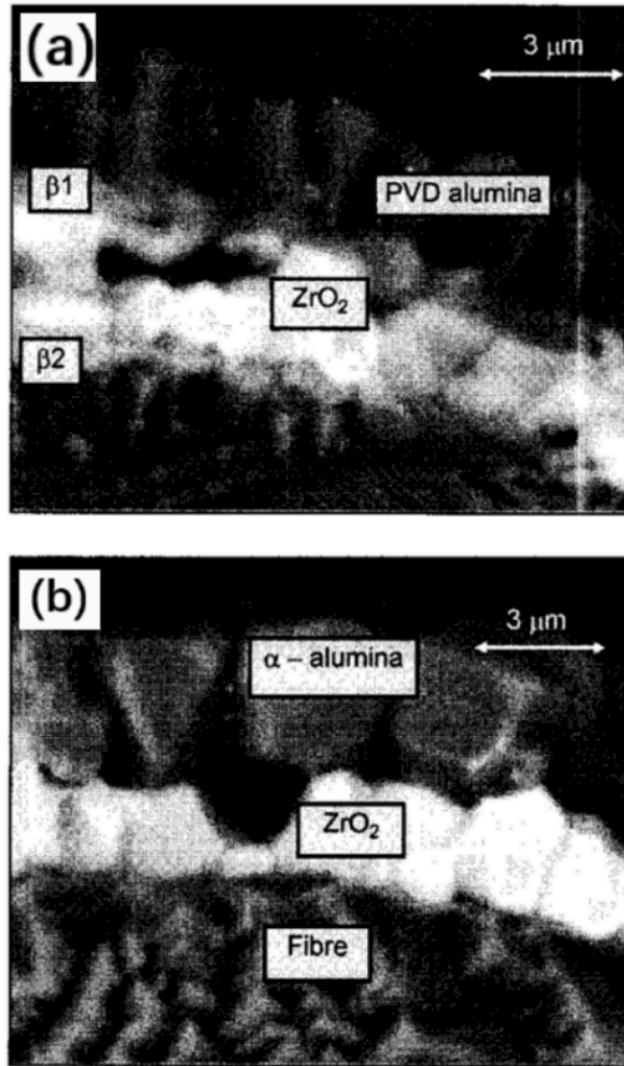 (a)
3 μm
β1
PVD alumina
ZrO₂
β2
(b)
3 μm
α – alumina
ZrO₂
Fibre